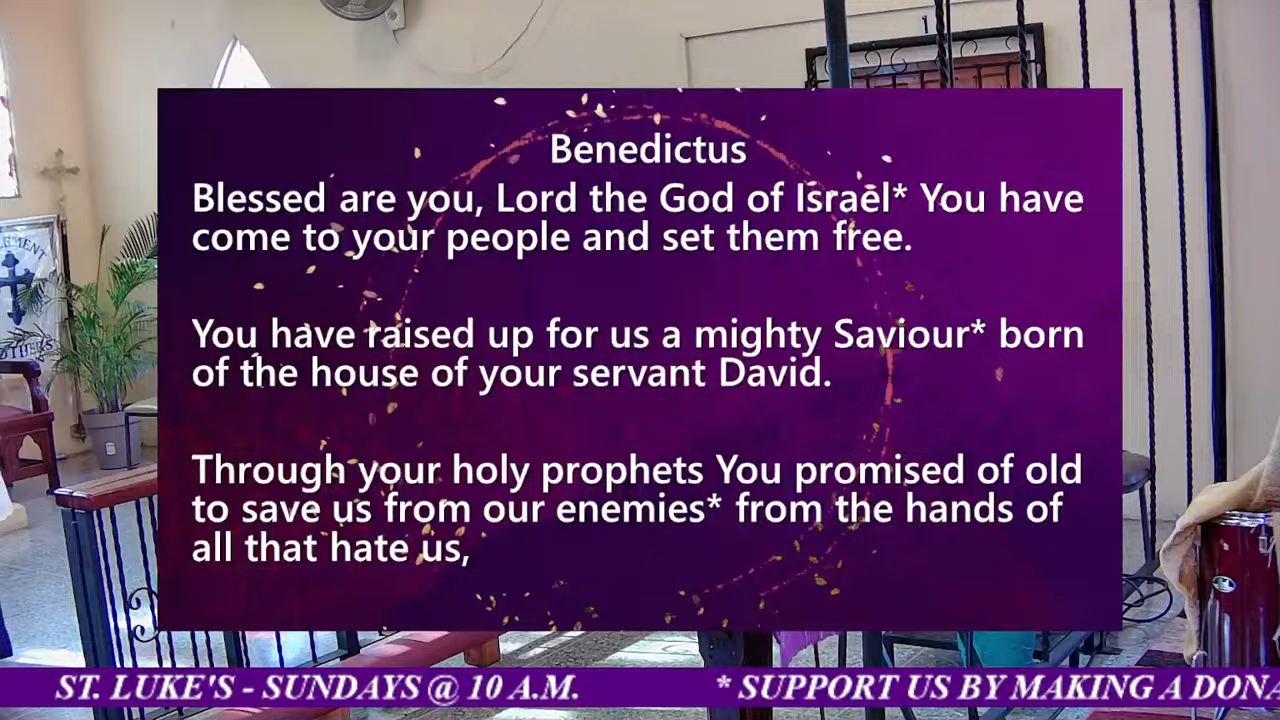 Benedictus
Blessed are you, Lord the God of Israel* You have
come to your people and set them free.
You have raised up for us a mighty Saviour* born
of the house of your servant David.
Through your holy prophets You promised of old
to save us from our enemies* from the hands of
all that hate us,
ST. LUKE'S - SUNDAYS @ 10 A.M. * SUPPORT US BY MAKING A